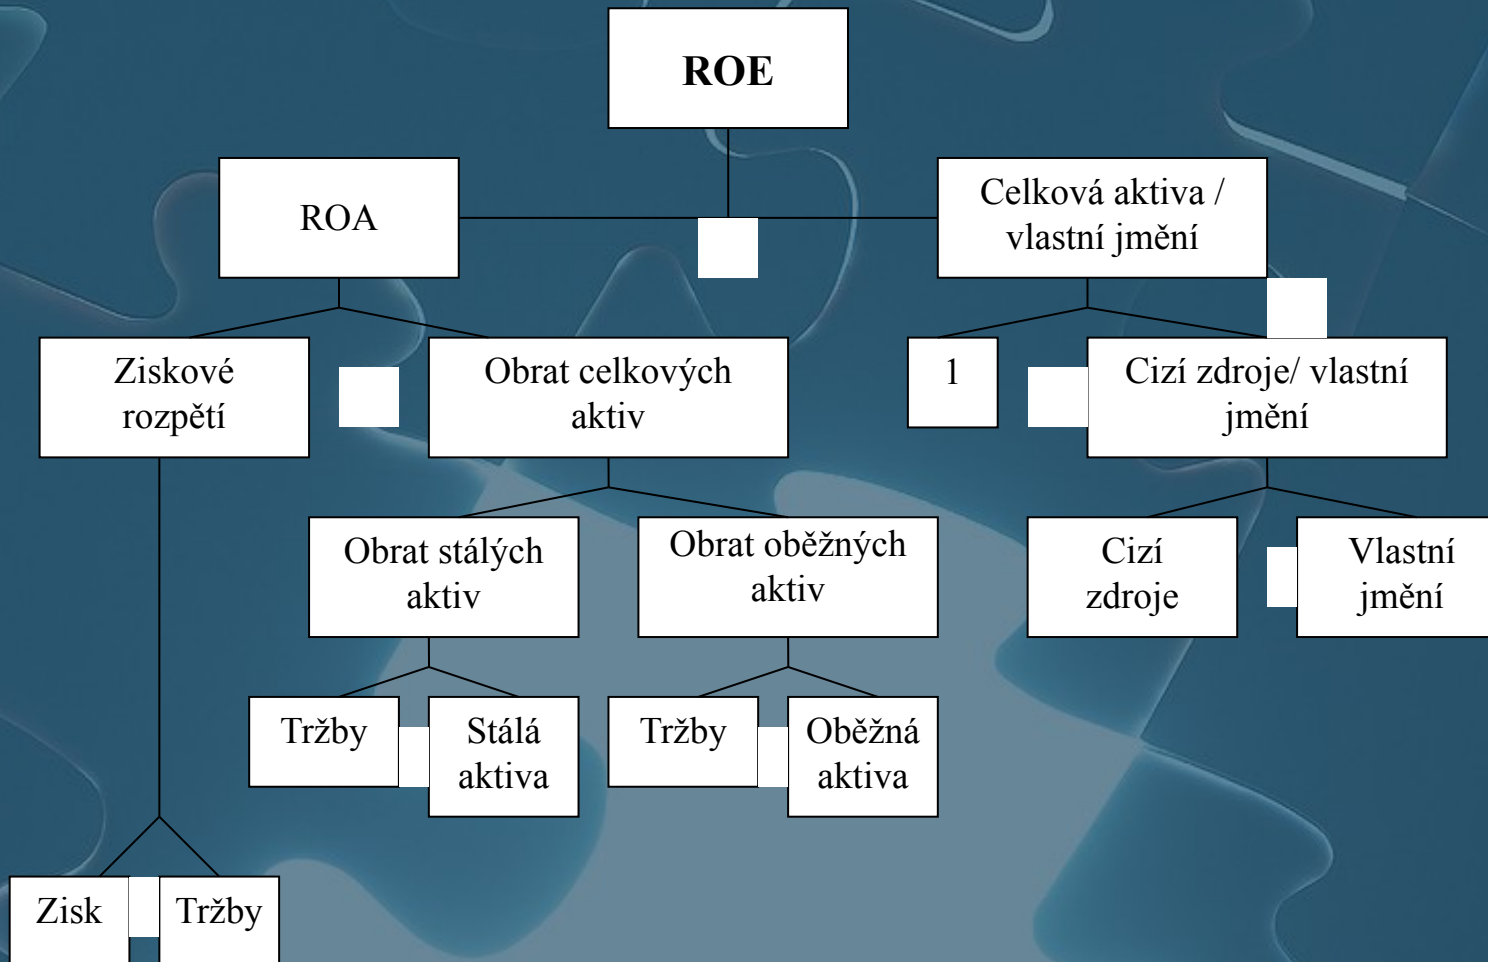 ROE
ROA
Celková aktiva /
vlastní jmění
Ziskové
rozpětí
Obrat celkových
aktiv
1
Cizí zdroje/ vlastní
jmění
Obrat stálých
aktiv
Obrat oběžných
aktiv
Cizí
zdroje
Vlastní
jmění
Tržby
Stálá
aktiva
Tržby
Oběžná
aktiva
Zisk
Tržby